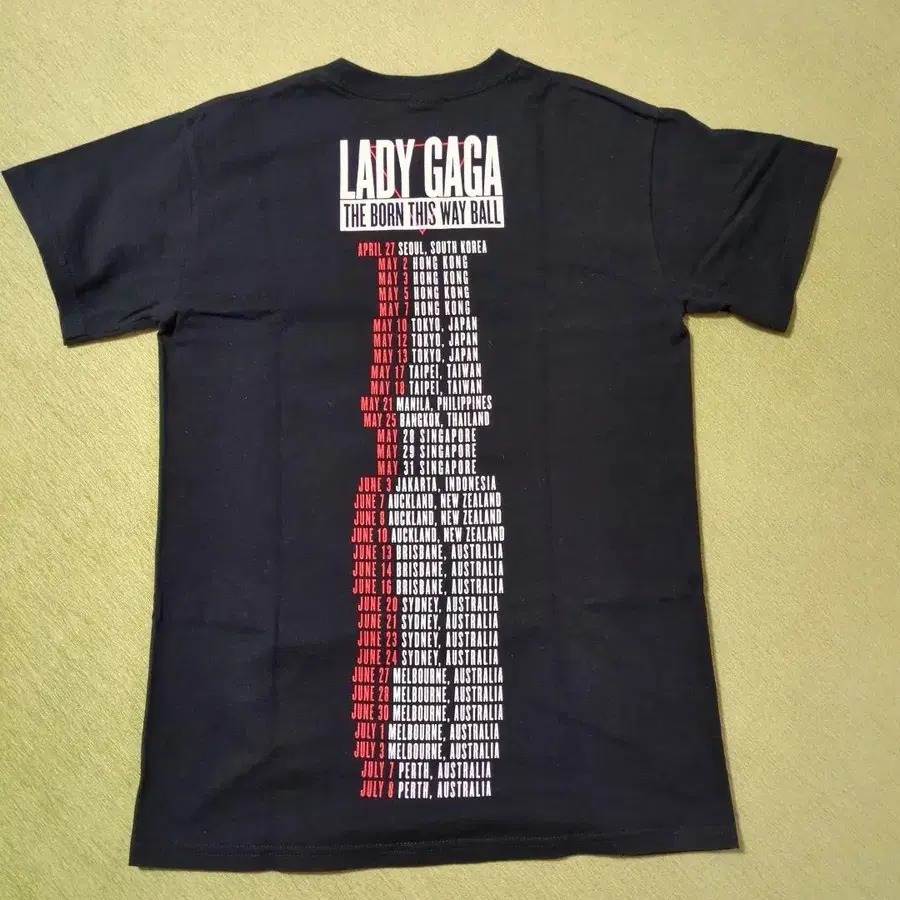 LADY GAGA
THE BORN THIS WAY BALL
APRIL 27 SEOUL, SOUTH KOREA
MAY 2 HONG KONG
MAY 3 HONG KONG
MAY 5 HONG KONG
MAY 7 HONG KONG
MAY 10 TOKYO, JAPAN
MAY 12 TOKYO, JAPAN
MAY 13 TOKYO, JAPAN
MAY 17 TAIPEI, TAIWAN
MAY 18 TAIPEI, TAIWAN
MAY 21 MANILA, PHILIPPINES
MAY 25 BANGKOK, THAILAND
MAY 28 SINGAPORE
MAY 29 SINGAPORE
MAY 31 SINGAPORE
JUNE 3 JAKARTA, INDONESIA
JUNE 7 AUCKLAND, NEW ZEALAND
JUNE 8 AUCKLAND, NEW ZEALAND
JUNE 10 AUCKLAND, NEW ZEALAND
JUNE 13 BRISBANE, AUSTRALIA
JUNE 14 BRISBANE, AUSTRALIA
JUNE 16 BRISBANE, AUSTRALIA
JUNE 20 SYDNEY, AUSTRALIA
JUNE 21 SYDNEY, AUSTRALIA
JUNE 23 SYDNEY, AUSTRALIA
JUNE 24 SYDNEY, AUSTRALIA
JUNE 27 MELBOURNE, AUSTRALIA
JUNE 28 MELBOURNE, AUSTRALIA
JUNE 30 MELBOURNE, AUSTRALIA
JULY 1 MELBOURNE, AUSTRALIA
JULY 3 MELBOURNE, AUSTRALIA
JULY 7 PERTH, AUSTRALIA
JULY 8 PERTH, AUSTRALIA